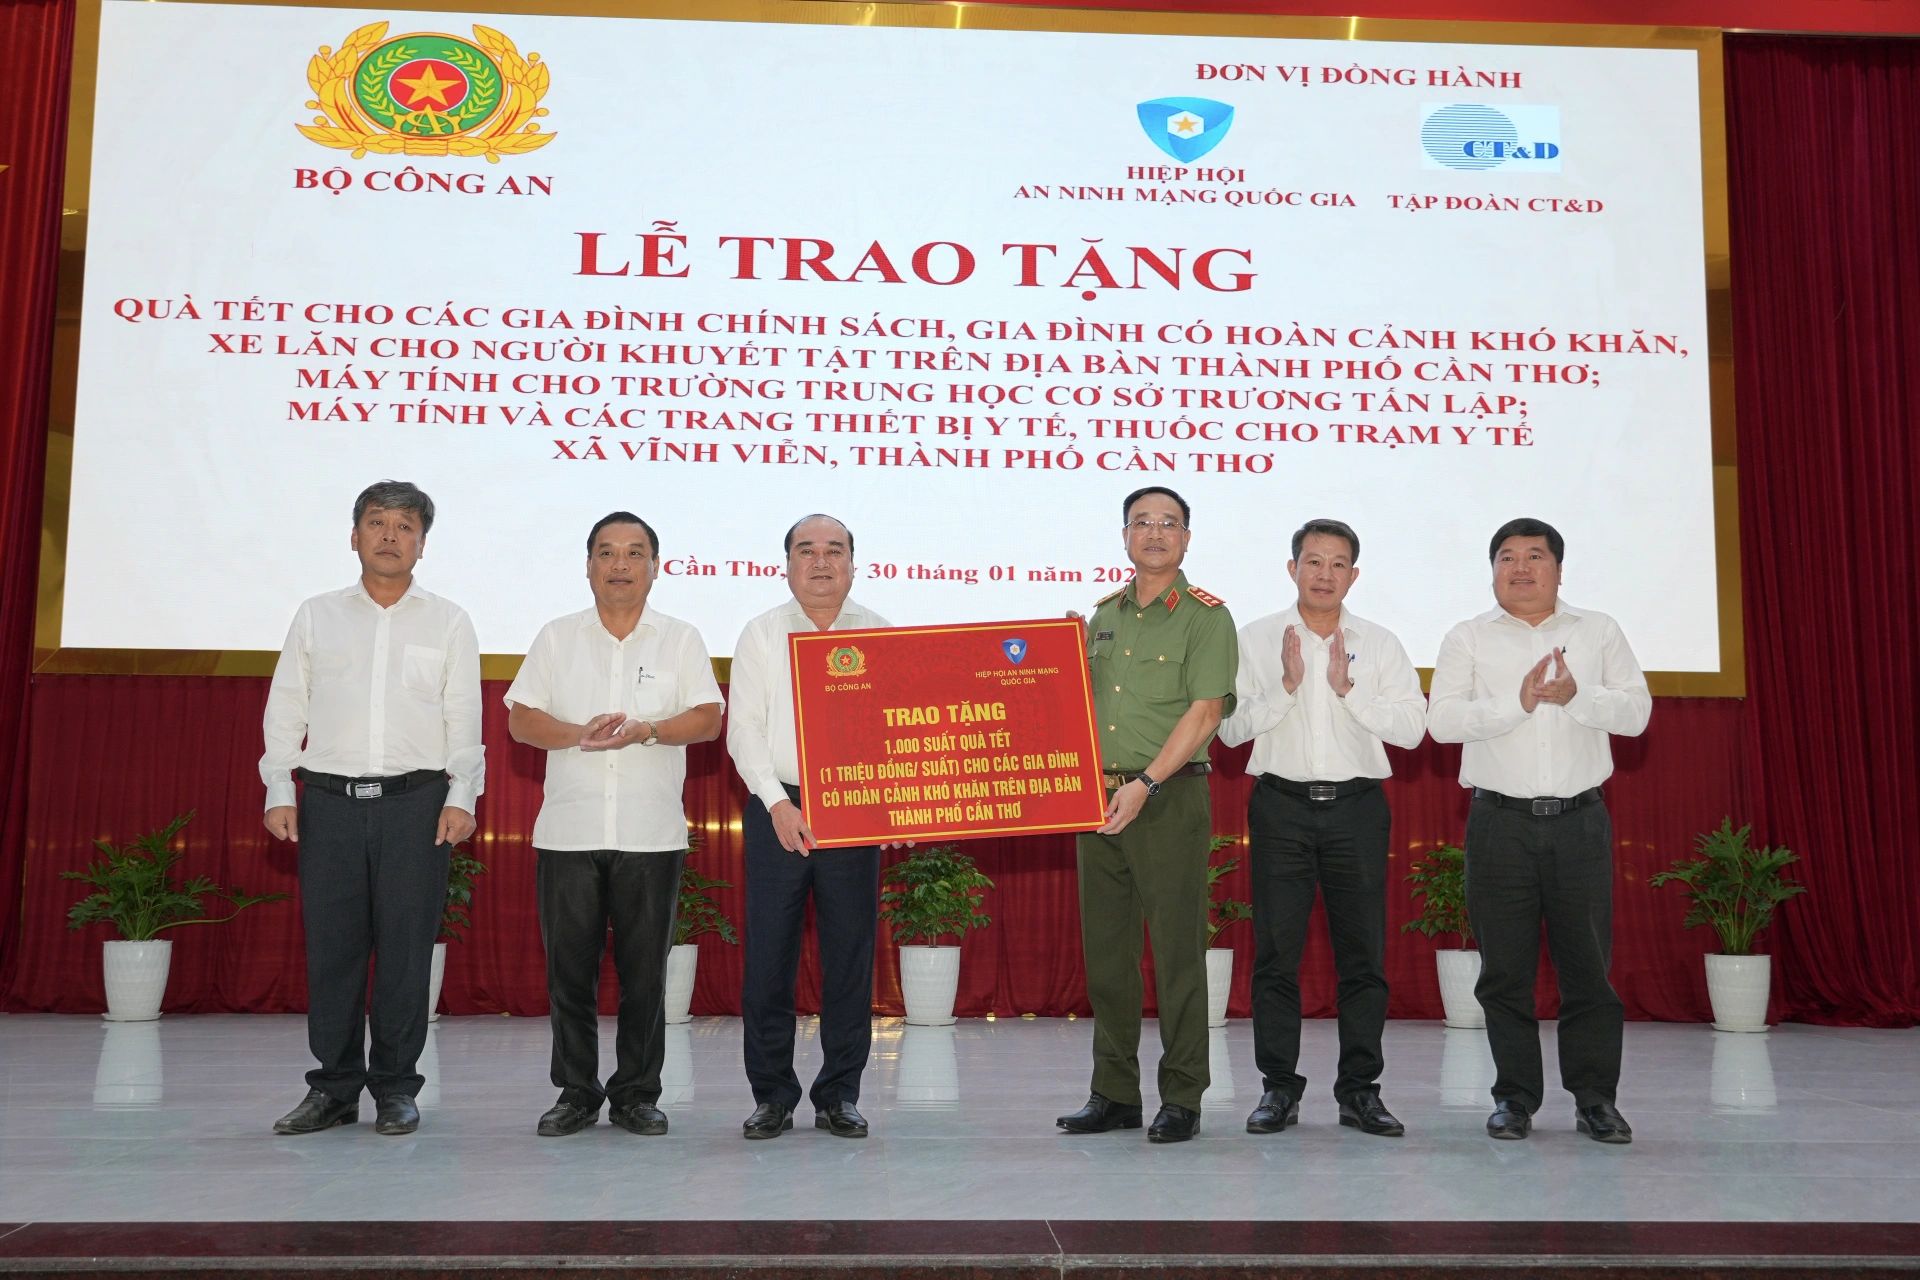 BỘ CÔNG AN
ĐƠN VỊ ĐỒNG HÀNH
HIỆP HỘI
AN NINH MẠNG QUỐC GIA
CT&D
TẬP ĐOÀN CT&D
LỄ TRAO TẶNG
QUÀ TẾT CHO CÁC GIA ĐÌNH CHÍNH SÁCH, GIA ĐÌNH CÓ HOÀN CẢNH KHÓ KHĂN,
XE LĂN CHO NGƯỜI KHUYẾT TẬT TRÊN ĐỊA BÀN THÀNH PHỐ CẦN THƠ;
MÁY TÍNH CHO TRƯỜNG TRUNG HỌC CƠ SỞ TRƯƠNG TẤN LẬP;
MÁY TÍNH VÀ CÁC TRANG THIẾT BỊ Y TẾ, THUỐC CHO TRẠM Y TẾ
XÃ VĨNH VIỄN, THÀNH PHỐ CẦN THƠ
Cần Thơ, 30 tháng 01 năm
BỘ CÔNG AN
HIỆP HỘI AN NINH MẠNG
QUỐC GIA
TRAO TẶNG
1.000 SUẤT QUÀ TẾT
(1 TRIỆU ĐỒNG/ SUẤT) CHO CÁC GIA ĐÌNH
CÓ HOÀN CẢNH KHÓ KHĂN TRÊN ĐỊA BÀN
THÀNH PHỐ CẦN THƠ